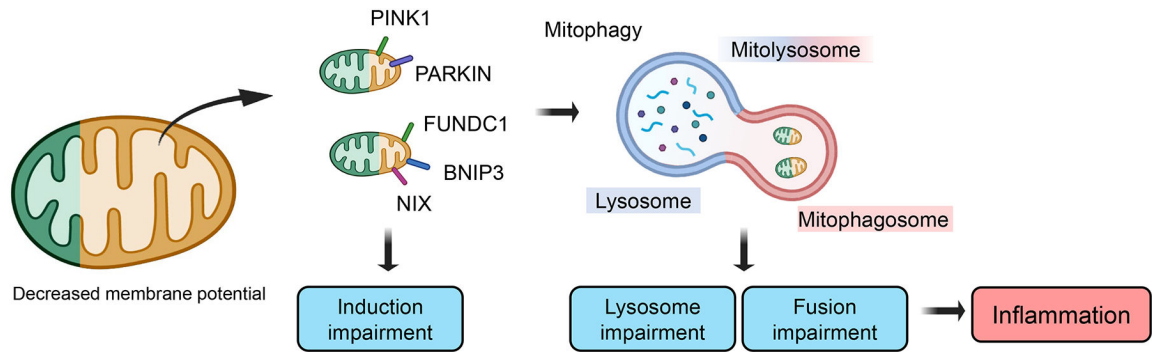 PINK1
PARKIN
FUNDC1
BNIP3
NIX
Mitophagy
Mitolysosome
Lysosome
Mitophagosome
Decreased membrane potential
Induction
impairment
Lysosome
impairment
Fusion
impairment
Inflammation